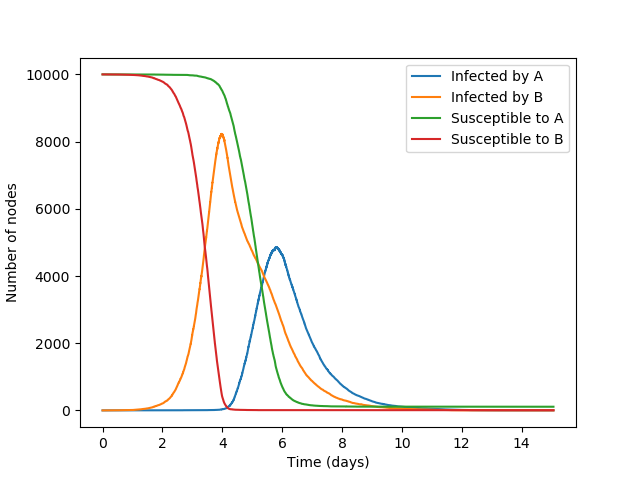 Infected by A
Infected by B
Susceptible to A
Susceptible to B
Number of nodes
10000
8000
6000
4000
2000
0
0 2 4 6 8 10 12 14
Time (days)